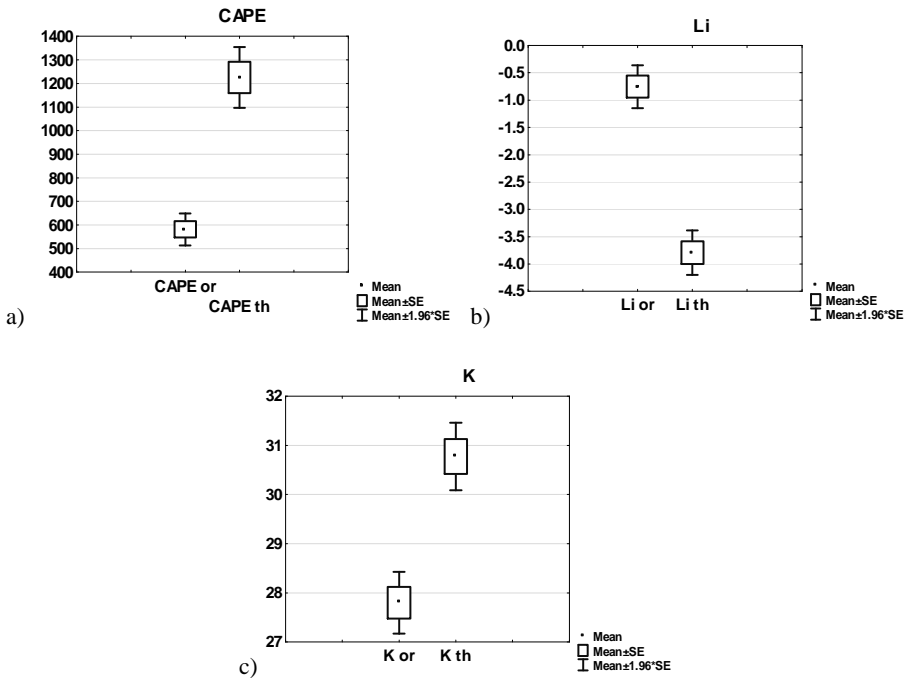 CAPE
1400
1300
1200
1100
1000
900
800
700
600
500
400
CAPE or
CAPE th
Mean
Mean±SE
Mean±1.96*SE
a)
Li
0.0
-0.5
-1.0
-1.5
-2.0
-2.5
-3.0
-3.5
-4.0
-4.5
Li or Li th
Mean
Mean±SE
Mean±1.96*SE
b)
K
32
31
30
29
28
27
K or K th
Mean
Mean±SE
Mean±1.96*SE
c)